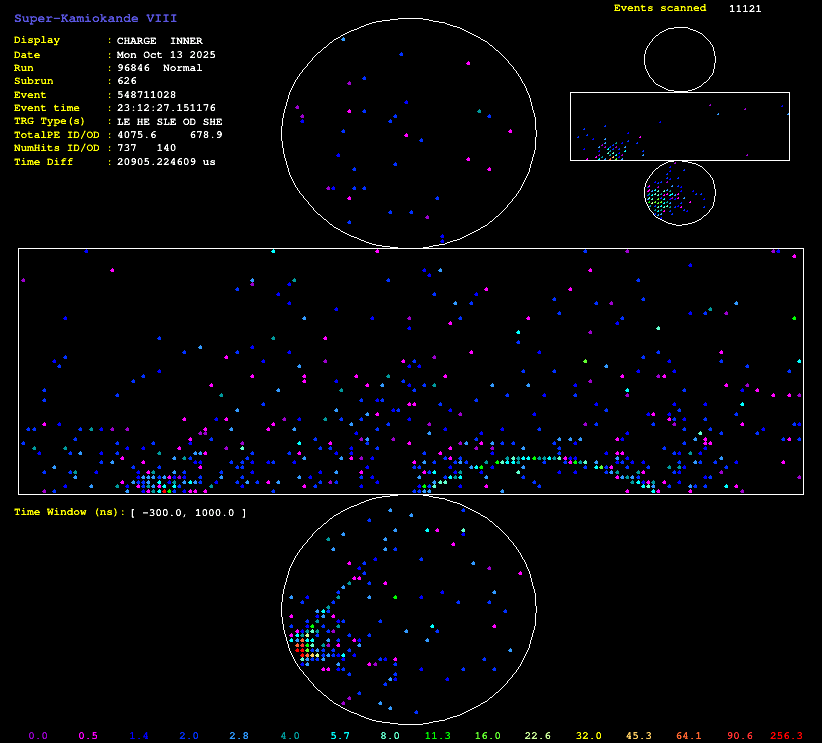 Super-Kamiokande VIII
Events scanned 11121
Display : CHARGE INNER
Date : Mon Oct 13 2025
Run : 96846 Normal
Subrun : 626
Event : 548711028
Event time : 23:12:27.151176
TRG Type(s) : LE HE SLE OD SHE
TotalPE ID/OD : 4075.6 678.9
NumHits ID/OD : 737 140
Time Diff : 20905.224609 us
Time Window (ns): [ -300.0, 1000.0 ]
0.0 0.5 1.4 2.0 2.8 4.0 5.7 8.0 11.3 16.0 22.6 32.0 45.3 64.1 90.6 256.3